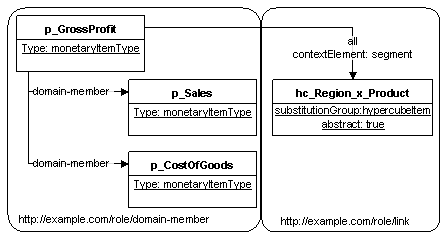 p_GrossProfit
Type: monetaryItemType
all
contextElement: segment
domain-member
p_Sales
Type: monetaryItemType
hc_Region_x_Product
substitutionGroup:hypercubeItem
abstract: true
domain-member
p_CostOfGoods
Type: monetaryItemType
http://example.com/role/domain-member
http://example.com/role/link